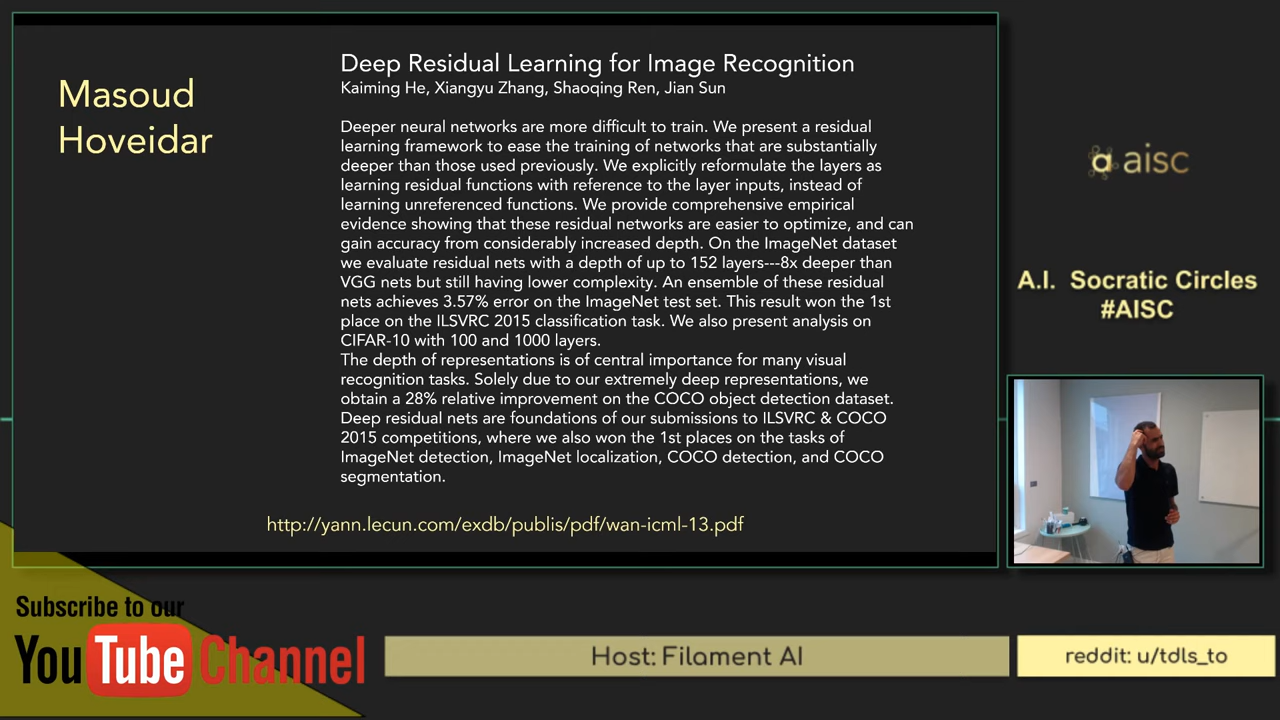 Masoud
Hoveidar
Deep Residual Learning for Image Recognition
Kaiming He, Xiangyu Zhang, Shaoqing Ren, Jian Sun
Deeper neural networks are more difficult to train. We present a residual
learning framework to ease the training of networks that are substantially
deeper than those used previously. We explicitly reformulate the layers as
learning residual functions with reference to the layer inputs, instead of
learning unreferenced functions. We provide comprehensive empirical
evidence showing that these residual networks are easier to optimize, and can
gain accuracy from considerably increased depth. On the ImageNet dataset
we evaluate residual nets with a depth of up to 152 layers---8x deeper than
VGG nets but still having lower complexity. An ensemble of these residual
nets achieves 3.57% error on the ImageNet test set. This result won the 1st
place on the ILSVRC 2015 classification task. We also present analysis on
CIFAR-10 with 100 and 1000 layers.
The depth of representations is of central importance for many visual
recognition tasks. Solely due to our extremely deep representations, we
obtain a 28% relative improvement on the COCO object detection dataset.
Deep residual nets are foundations of our submissions to ILSVRC & COCO
2015 competitions, where we also won the 1st places on the tasks of
ImageNet detection, ImageNet localization, COCO detection, and COCO
segmentation.
http://yann.lecun.com/exdb/publis/pdf/wan-icml-13.pdf
a aisc
A.I. Socratic Circles
#AISC
Subscribe to our
YouTube Channel
Host: Filament AI
reddit: u/tdls_to